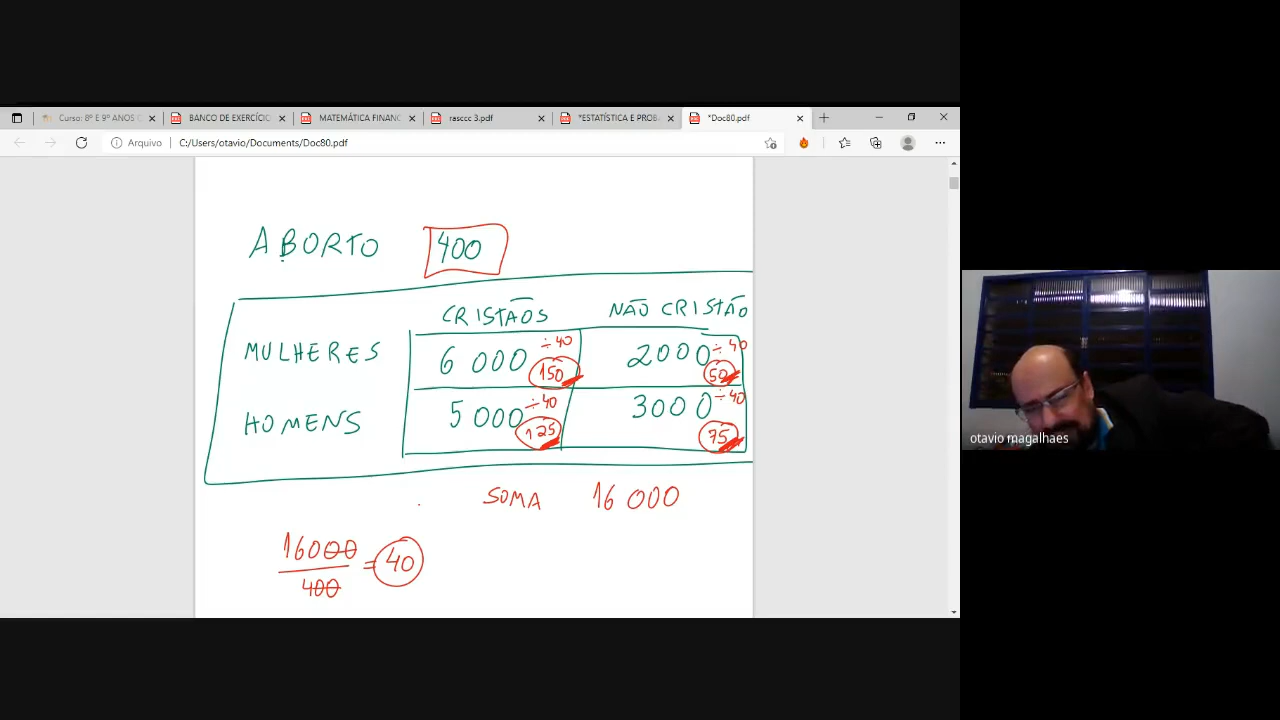 Curso: 8º E 9º ANOS C
BANCO DE EXERCÍCIO
MATEMÁTICA FINANC
rasccc 3.pdf
*ESTATÍSTICA E PROBA
*Doc80.pdf
Arquivo
C:/Users/otavio/Documents/Doc80.pdf
ABORTO 400
CRISTÃOS NÃO CRISTÃO
MULHERES 6 000 ÷40 150 2000 ÷40 50
HOMENS 5 000 ÷40 125 3000 ÷40 75
SOMA 16 000
16000
400
= 40
otavio magalhaes